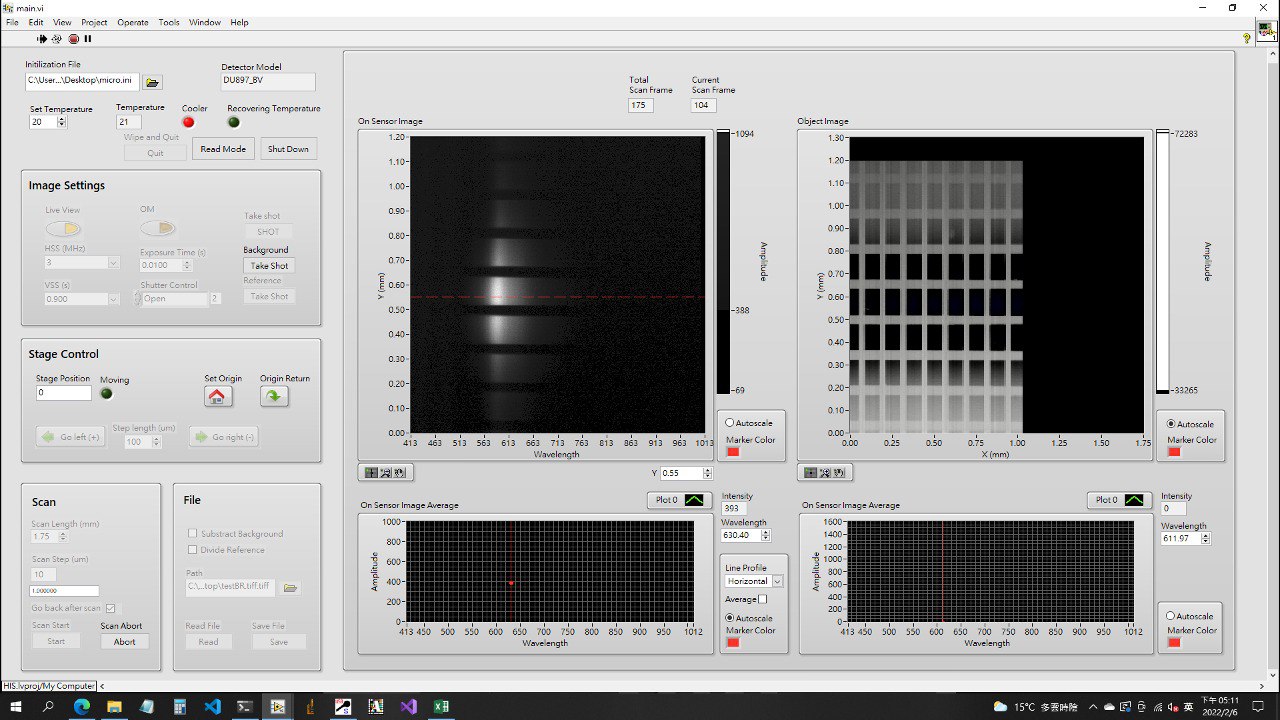 main.vi
File Edit View Project Operate Tools Window Help
Initilization File
C:\User...\Desktop\micro.ini
Detector Model
DU897_BV
Set Temperature
20
Temperature
21
Cooler
Recovering Temperature
Wipe and Quit
Quit
Read Mode
Shut Down
Image Settings
Live View
OM
Take shot
SHOT
HSS (MHz)
3
Exposure Time (s)
0.0100
Background
Take Shot
VSS (s)
0.900
Shutter Control
Open
2
Reference
Take Shot
Stage Control
Stage Position
0
Moving
Set Origin
Origin Return
Go left (+)
Step length (um)
100
Go right (-)
Scan
Scan Length (mm)
1.75
Scan Step (um)
10
1.000000
Go back after scan
Scan Start
Start
Scan Abort
Abort
File
Substract Background
Divide Reference
Path
C:\...top\testBR.tiff.tiff
Read File
Read
Save File
Save
Total
Scan Frame
175
Current
Scan Frame
104
On Sensor Image
1.20
1.00
0.90
0.80
0.70
0.60
0.50
0.40
0.30
0.20
0.10
0.00
Y (mm)
413 463 513 563 613 663 713 763 813 863 913 963 1013
Wavelength
1094
388
69
Amplitude
Autoscale
Marker Color
Y 0.55
Object Image
1.30
1.20
1.10
1.00
0.90
0.80
0.70
0.60
0.50
0.40
0.30
0.20
0.10
0.00
Y (mm)
0.00 0.25 0.50 0.75 1.00 1.25 1.50 1.75
X (mm)
72283
33265
Amplitude
Autoscale
Marker Color
On Sensor Image Average
Plot 0
1000
800
600
400
200
0
Amplitude
413 450 500 550 600 650 700 750 800 850 900 950 1012
Wavelength
Intensity
393
Wavelength
630.40
Line Profile
Horizontal
Average
Autoscale
Marker Color
On Sensor Image Average
Plot 0
1600
1400
1200
1000
800
600
400
200
0
Amplitude
413 450 500 550 600 650 700 750 800 850 900 950 1012
Wavelength
Intensity
0
Wavelength
611.97
Autoscale
Marker Color
HIS.lvproj/My Computer
15°C 多雲時陰
英
下午 05:11
2022/2/6